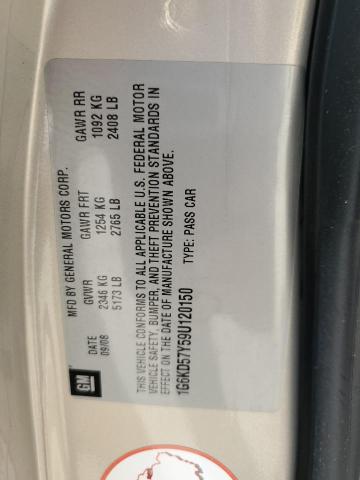 GM
MFD BY GENERAL MOTORS CORP.
DATE GVWR GAWR FRT GAWR RR
09/08 2346 KG 1254 KG 1092 KG
5173 LB 2765 LB 2408 LB
THIS VEHICLE CONFORMS TO ALL APPLICABLE U.S. FEDERAL MOTOR
VEHICLE SAFETY, BUMPER, AND THEFT PREVENTION STANDARDS IN
EFFECT ON THE DATE OF MANUFACTURE SHOWN ABOVE.
1G6KD57Y59U120150 TYPE: PASS CAR